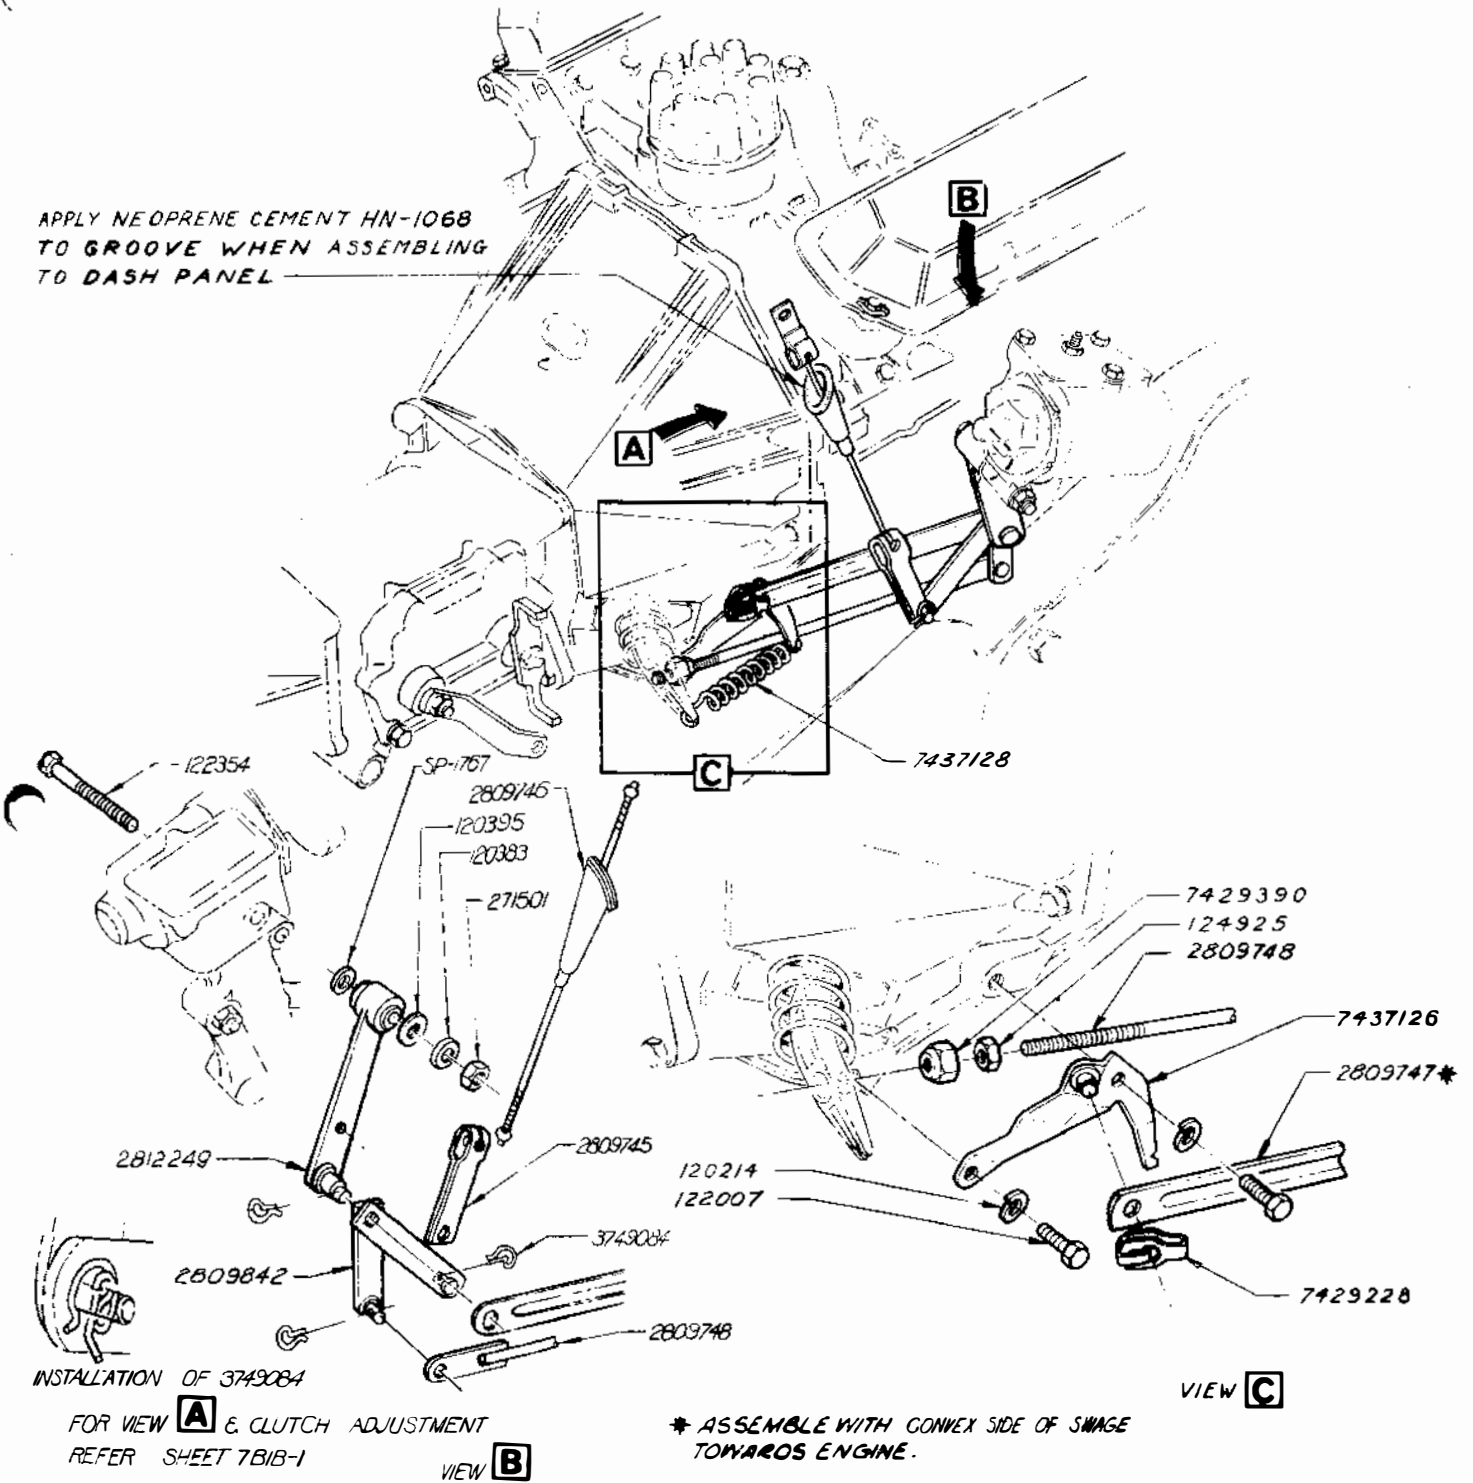 APPLY NEOPRENE CEMENT HN-1068
TO GROOVE WHEN ASSEMBLING
TO DASH PANEL
B
A
C
7437128
122354
SP-1767
2809746
120395
120383
271501
7429390
124925
2809748
7437126
2809747*
2812249
2809745
120214
122007
3749084
2809842
7429228
2809748
INSTALLATION OF 3749084
FOR VIEW A & CLUTCH ADJUSTMENT
REFER SHEET 7B1B-1
VIEW B
VIEW C
* ASSEMBLE WITH CONVEX SIDE OF SWAGE
TOWARDS ENGINE.